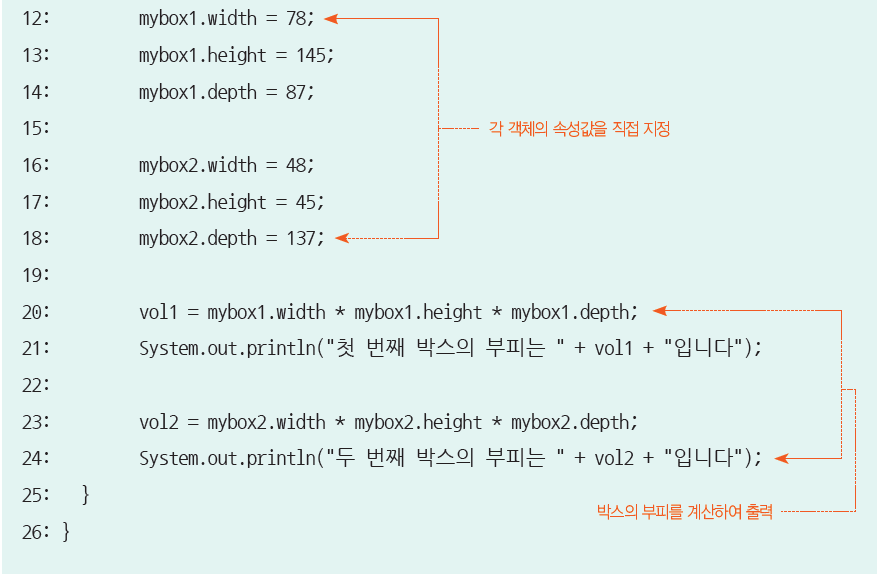 12: mybox1.width = 78;
13: mybox1.height = 145;
14: mybox1.depth = 87;
15: 각 객체의 속성값을 직접 지정
16: mybox2.width = 48;
17: mybox2.height = 45;
18: mybox2.depth = 137;
19:
20: vol1 = mybox1.width * mybox1.height * mybox1.depth;
21: System.out.println("첫 번째 박스의 부피는 " + vol1 + "입니다");
22:
23: vol2 = mybox2.width * mybox2.height * mybox2.depth;
24: System.out.println("두 번째 박스의 부피는 " + vol2 + "입니다");
25: }
박스의 부피를 계산하여 출력
26: }